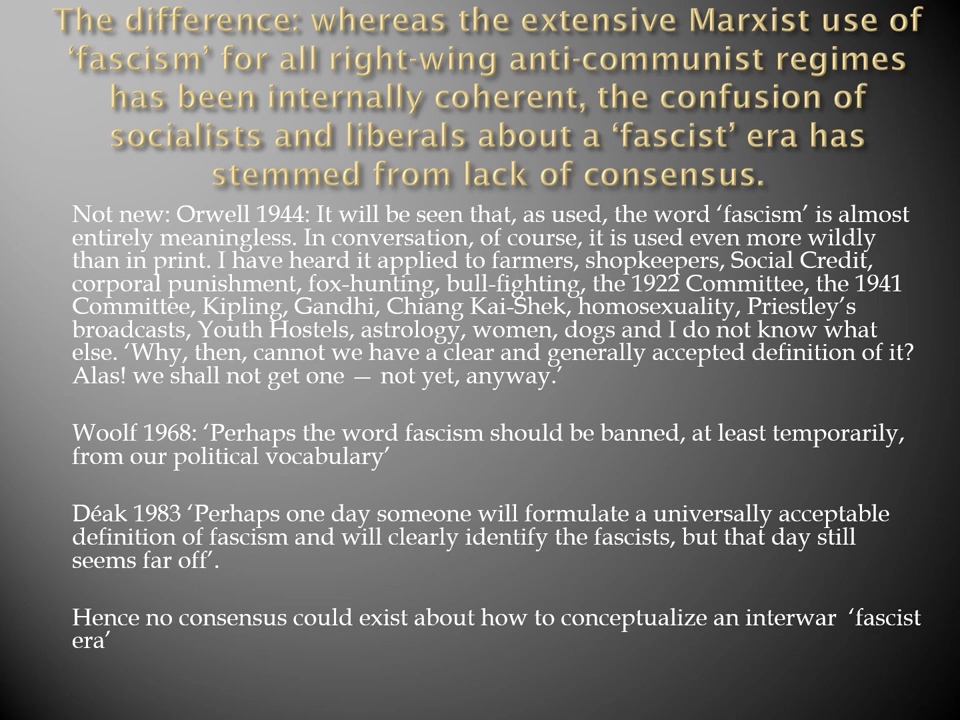 The difference: whereas the extensive Marxist use of
‘fascism’ for all right-wing anti-communist regimes
has been internally coherent, the confusion of
socialists and liberals about a ‘fascist’ era has
stemmed from lack of consensus.
Not new: Orwell 1944: It will be seen that, as used, the word ‘fascism’ is almost
entirely meaningless. In conversation, of course, it is used even more wildly
than in print. I have heard it applied to farmers, shopkeepers, Social Credit,
corporal punishment, fox-hunting, bull-fighting, the 1922 Committee, the 1941
Committee, Kipling, Gandhi, Chiang Kai-Shek, homosexuality, Priestley’s
broadcasts, Youth Hostels, astrology, women, dogs and I do not know what
else. ‘Why, then, cannot we have a clear and generally accepted definition of it?
Alas! we shall not get one — not yet, anyway.’
Woolf 1968: ‘Perhaps the word fascism should be banned, at least temporarily,
from our political vocabulary’
Déak 1983 ‘Perhaps one day someone will formulate a universally acceptable
definition of fascism and will clearly identify the fascists, but that day still
seems far off’.
Hence no consensus could exist about how to conceptualize an interwar ‘fascist
era’